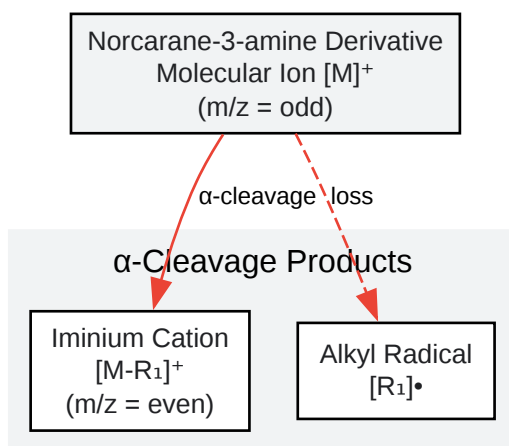 Norcarane-3-amine Derivative
Molecular Ion [M]⁺
(m/z = odd)
α-cleavage loss
α-Cleavage Products
Iminium Cation
[M-R₁]⁺
(m/z = even)
Alkyl Radical
[R₁]•